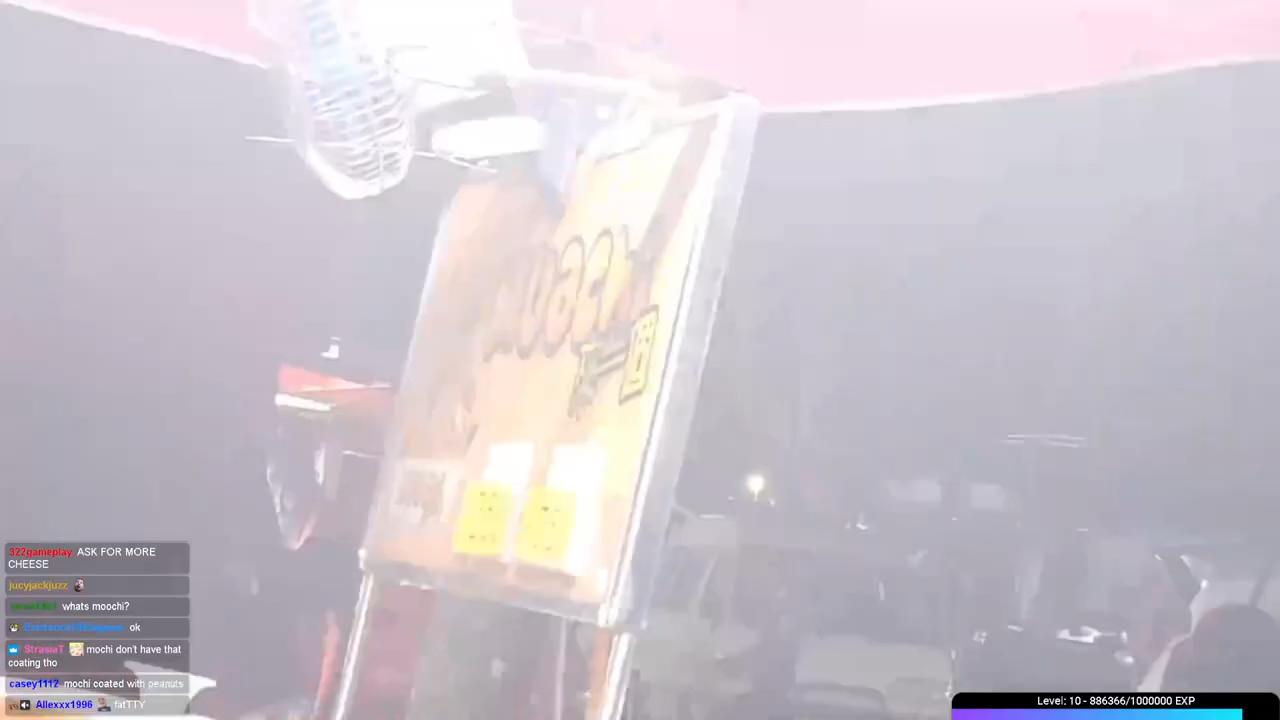 Muachi
322gameplay ASK FOR MORE
CHEESE
jucyjackjuzz
whats moochi?
ok
StrasiaT mochi don't have that
coating tho
casey1112 mochi coated with peanuts
Allexxx1996 fatTTY
Level: 10 - 886366/1000000 EXP